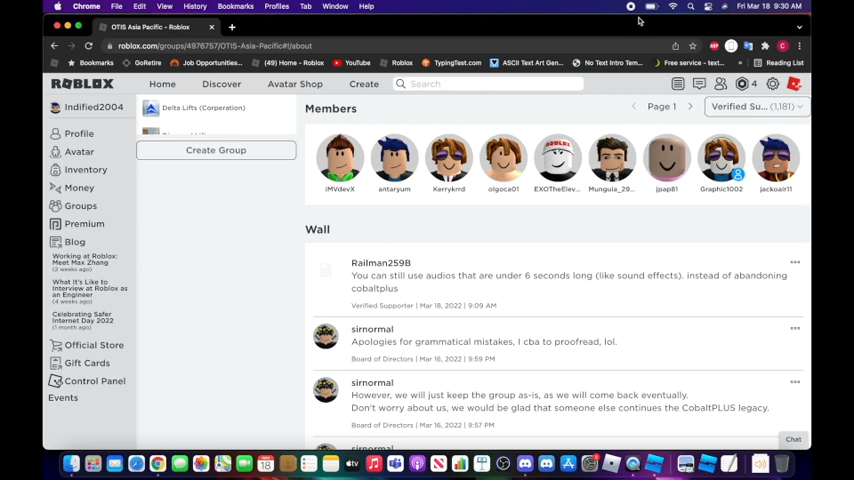 Chrome File Edit View History Bookmarks Profiles Tab Window Help Fri Mar 18 9:30 AM
OTIS Asia Pacific - Roblox
roblox.com/groups/4976757/OTIS-Asia-Pacific#!/about
Bookmarks GoRetire Job Opportunities... (49) Home - Roblox YouTube Roblox TypingTest.com ASCII Text Art Gen... No Text Intro Tem... Free service - text... » Reading List
ROBLOX Home Discover Avatar Shop Create Search 4
Indified2004
Profile
Avatar
Inventory
Money
Groups
Premium
Blog
Working at Roblox:
Meet Max Zhang
(2 weeks ago)
What It's Like to
Interview at Roblox as
an Engineer
(4 weeks ago)
Celebrating Safer
Internet Day 2022
(1 month ago)
Official Store
Gift Cards
Control Panel
Events
Delta Lifts (Corperation)
Create Group
Members Page 1 Verified Su... (1,181)
iMVdevX antaryum Kerrykrrd olgoca01 EXOTheElev... Munguia_29... jpap81 Graphic1002 jackoair11
Wall
Railman259B
You can still use audios that are under 6 seconds long (like sound effects). instead of abandoning
cobaltplus
Verified Supporter | Mar 18, 2022 | 9:09 AM
sirnormal
Apologies for grammatical mistakes, I cba to proofread, lol.
Board of Directors | Mar 16, 2022 | 9:59 PM
sirnormal
However, we will just keep the group as-is, as we will come back eventually.
Don't worry about us, we would be glad that someone else continues the CobaltPLUS legacy.
Board of Directors | Mar 16, 2022 | 9:57 PM
sirnormal
Chat
18